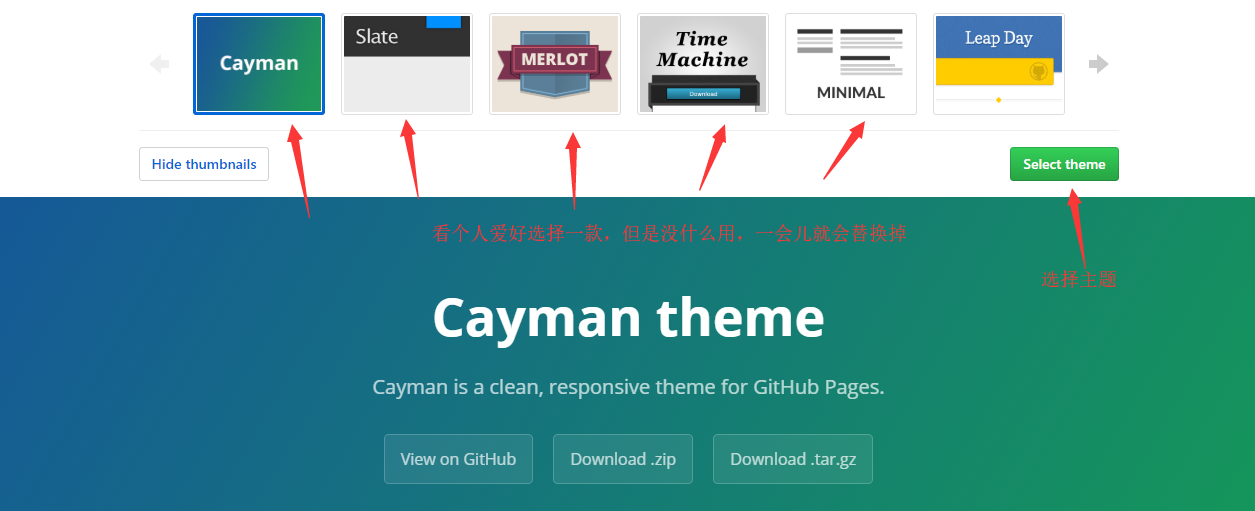 Cayman
Slate
MERLOT
Time
Machine
Download
MINIMAL
Leap Day
Hide thumbnails
Select theme
看个人爱好选择一款，但是没什么用，一会儿就会替换掉
选择主题
Cayman theme
Cayman is a clean, responsive theme for GitHub Pages.
View on GitHub
Download .zip
Download .tar.gz